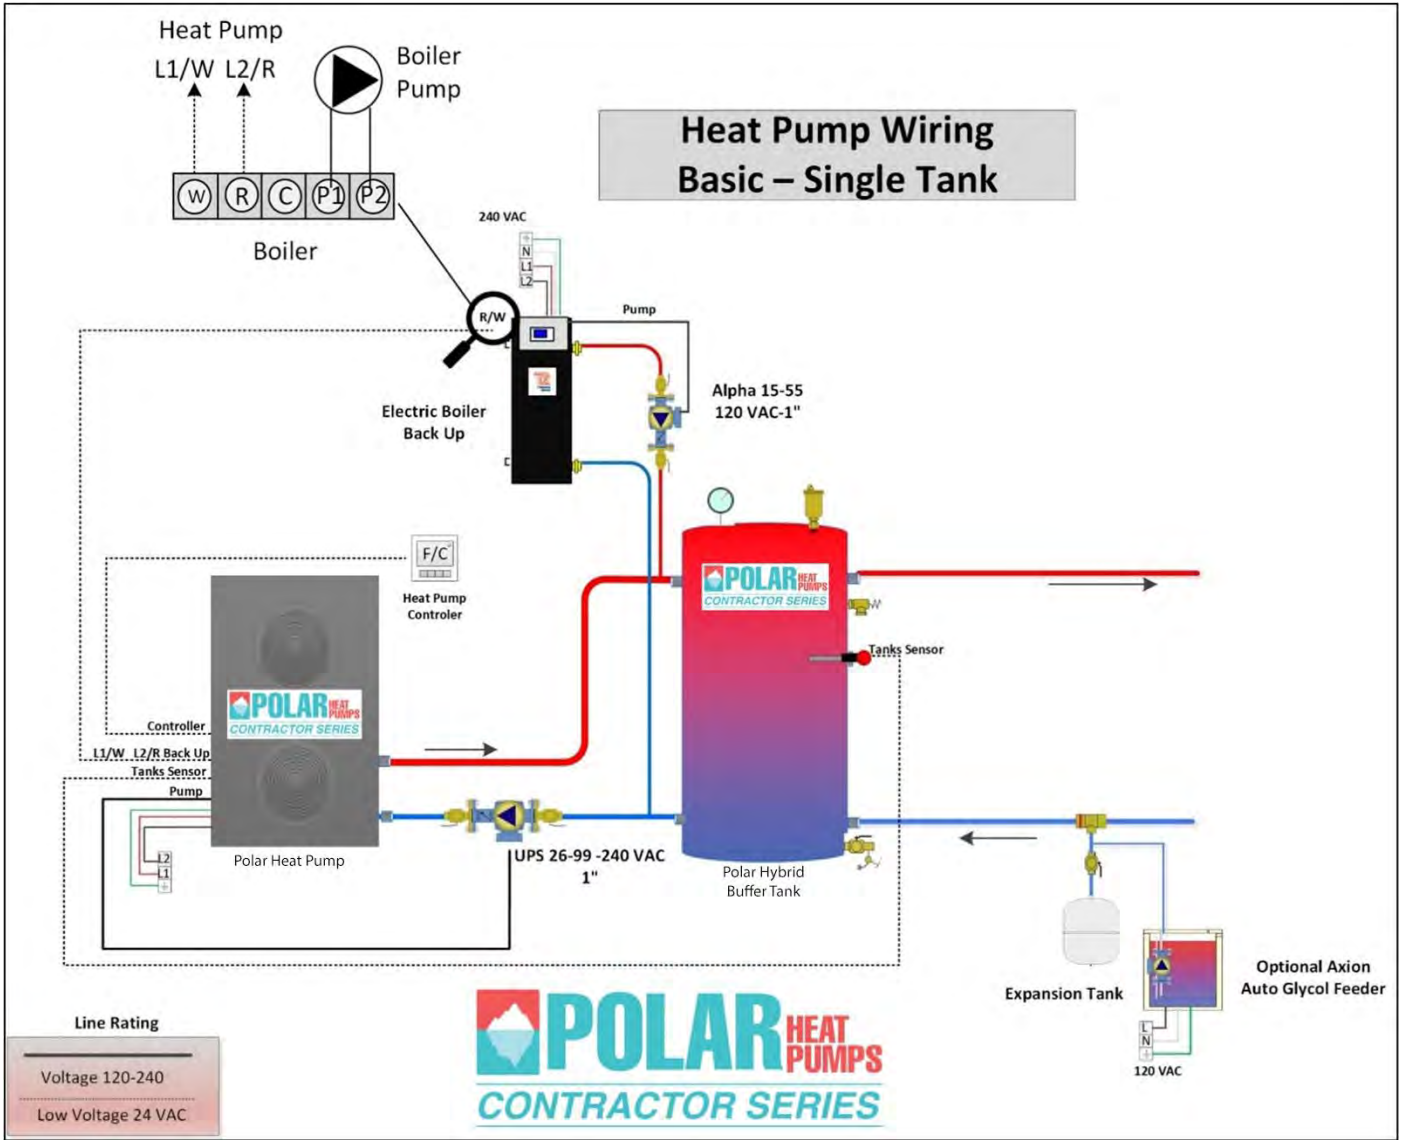 Heat Pump
L1/W L2/R
Boiler
Pump
W R C P1 P2
Boiler
Heat Pump Wiring
Basic – Single Tank
240 VAC
N
L1
L2
R/W
Pump
Electric Boiler
Back Up
Alpha 15-55
120 VAC-1"
F/C
Heat Pump
Controler
POLAR HEAT PUMPS
CONTRACTOR SERIES
Tanks Sensor
POLAR HEAT PUMPS
CONTRACTOR SERIES
Controller
L1/W L2/R Back Up
Tanks Sensor
Pump
L2
L1
Polar Heat Pump
UPS 26-99 -240 VAC
1"
Polar Hybrid
Buffer Tank
Expansion Tank
Optional Axion
Auto Glycol Feeder
L
N
120 VAC
Line Rating
Voltage 120-240
Low Voltage 24 VAC
POLAR HEAT PUMPS
CONTRACTOR SERIES